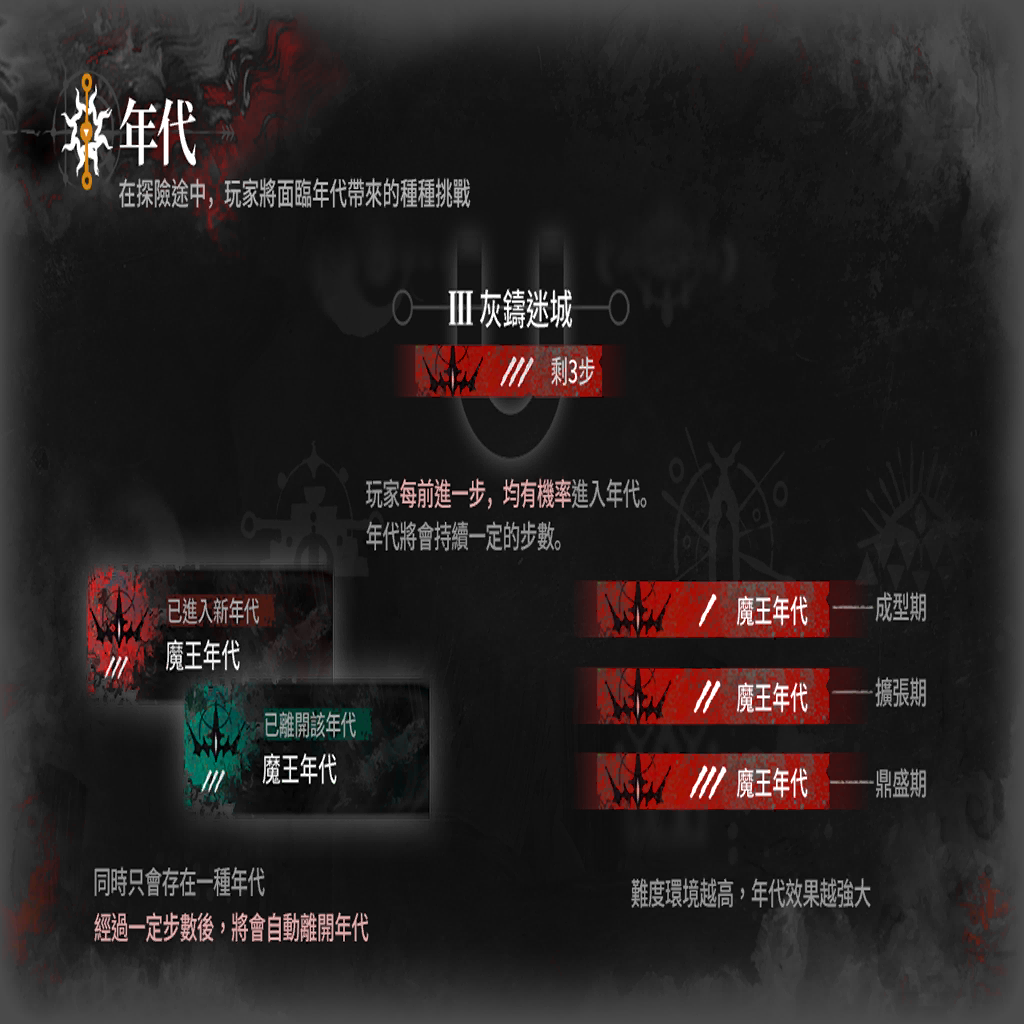 年代
在探險途中，玩家將面臨年代帶來的種種挑戰
III 灰鑄迷城
剩3步
玩家每前進一步，均有機率進入年代。
年代將會持續一定的步數。
已進入新年代
魔王年代
已離開該年代
魔王年代
同時只會存在一種年代
經過一定步數後，將會自動離開年代
魔王年代 成型期
魔王年代 擴張期
魔王年代 鼎盛期
難度環境越高，年代效果越強大